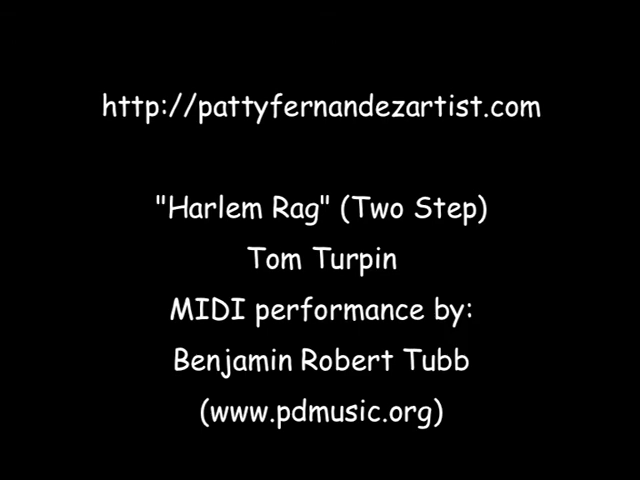 http://pattyfernandezartist.com
"Harlem Rag" (Two Step)
Tom Turpin
MIDI performance by:
Benjamin Robert Tubb
(www.pdmusic.org)